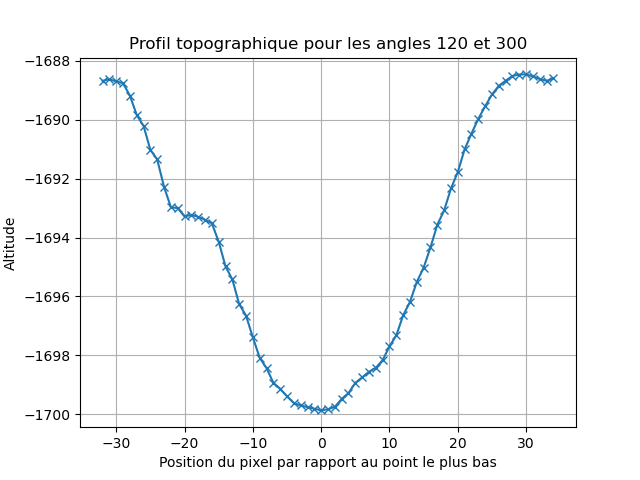 Profil topographique pour les angles 120 et 300
−1688
−1690
−1692
−1694
−1696
−1698
−1700
Altitude
−30 −20 −10 0 10 20 30
Position du pixel par rapport au point le plus bas